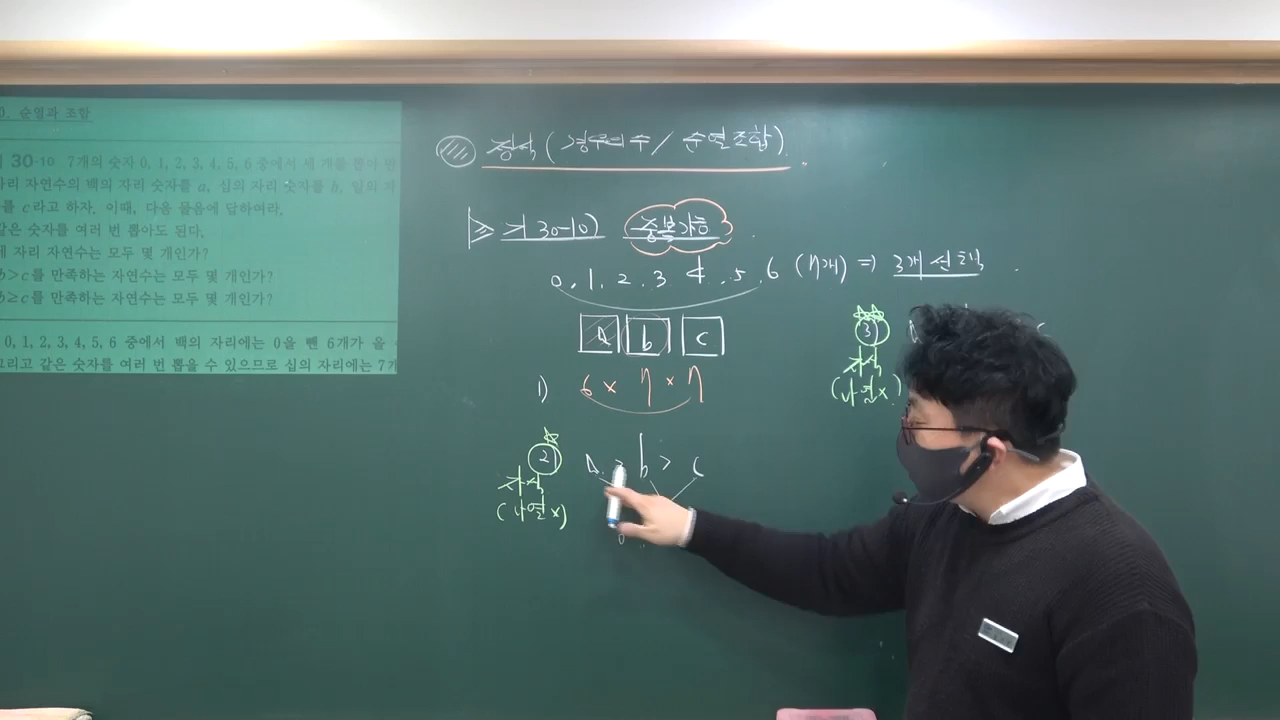 0. 순열과 조합
30-10 7개의 숫자 0, 1, 2, 3, 4, 5, 6 중에서 세 개를 뽑아 만
자리 자연수의 백의 자리 숫자를 a, 십의 자리 숫자를 b, 일의 자
를 c라고 하자. 이때, 다음 물음에 답하여라.
같은 숫자를 여러 번 뽑아도 된다.
세 자리 자연수는 모두 몇 개인가?
b>c를 만족하는 자연수는 모두 몇 개인가?
b≥c를 만족하는 자연수는 모두 몇 개인가?
0, 1, 2, 3, 4, 5, 6 중에서 백의 자리에는 0을 뺀 6개가 올
그리고 같은 숫자를 여러 번 뽑을 수 있으므로 십의 자리에는 7개
정석 (경우의 수 / 순열조합)
기 30-10) 중복가능
0, 1, 2, 3 4, 5, 6 (7개) ⇒ 3개 선택
a b c
1) 6 × 7 × 7
② a > b > c
지식
(나열×)
③
지식
(나열×)